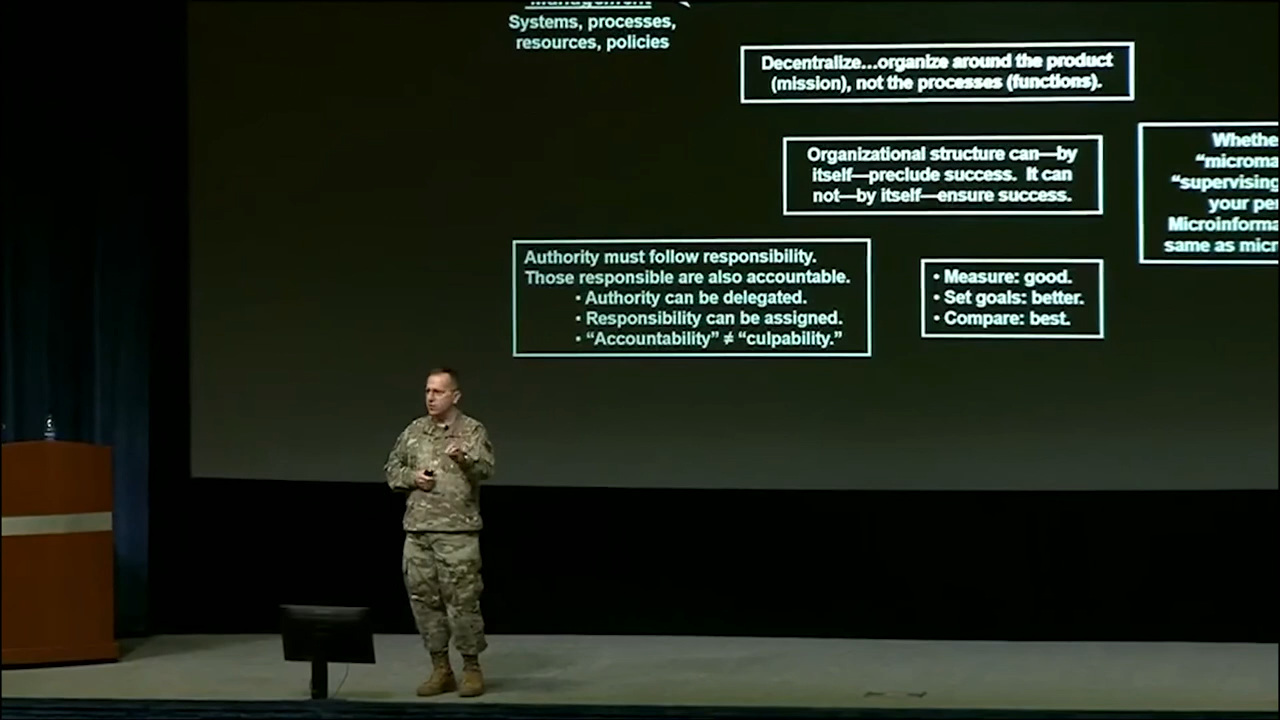 Management
Systems, processes,
resources, policies
Decentralize…organize around the product
(mission), not the processes (functions).
Organizational structure can—by
itself—preclude success. It can
not—by itself—ensure success.
Whethe
"microma
"supervising
your per
Microinforma
same as micr
Authority must follow responsibility.
Those responsible are also accountable.
• Authority can be delegated.
• Responsibility can be assigned.
• "Accountability" ≠ "culpability."
• Measure: good.
• Set goals: better.
• Compare: best.